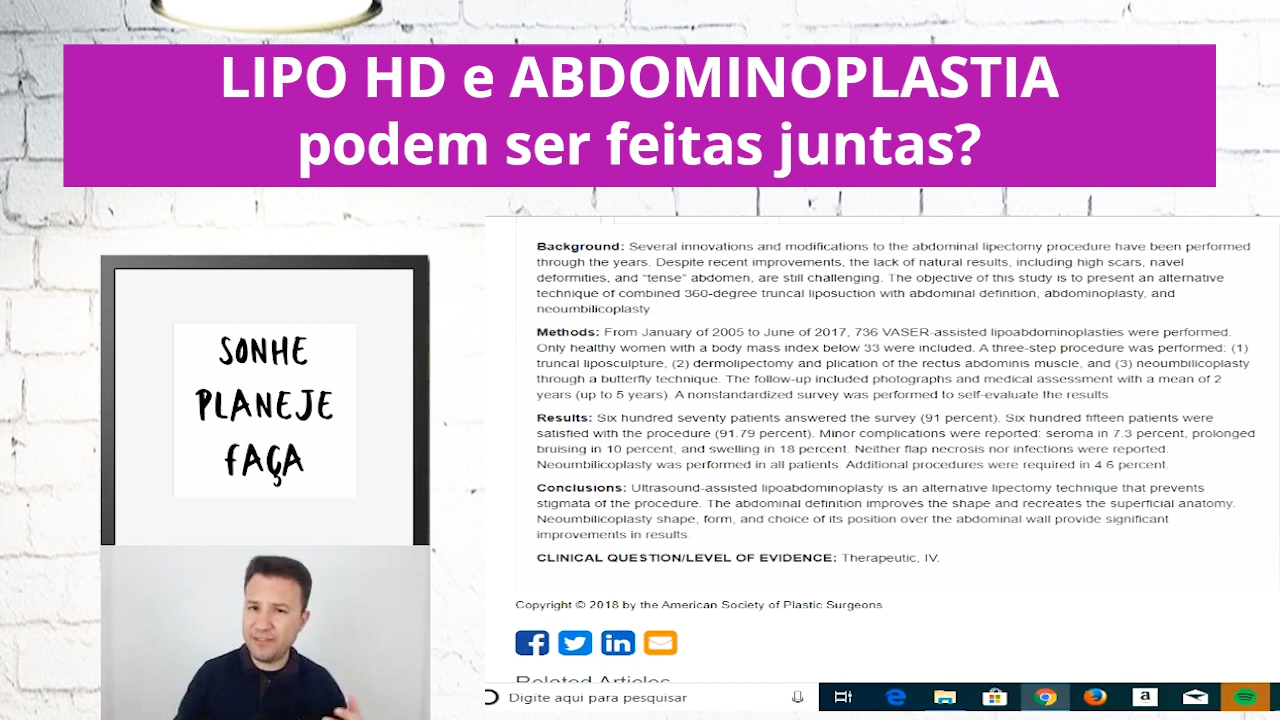 LIPO HD e ABDOMINOPLASTIA
podem ser feitas juntas?
SONHE
PLANEJE
FAÇA
Background: Several innovations and modifications to the abdominal lipectomy procedure have been performed
through the years. Despite recent improvements, the lack of natural results, including high scars, navel
deformities, and "tense" abdomen, are still challenging. The objective of this study is to present an alternative
technique of combined 360-degree truncal liposuction with abdominal definition, abdominoplasty, and
neoumbilicoplasty.
Methods: From January of 2005 to June of 2017, 736 VASER-assisted lipoabdominoplasties were performed.
Only healthy women with a body mass index below 33 were included. A three-step procedure was performed: (1)
truncal liposculpture, (2) dermolipectomy and plication of the rectus abdominis muscle, and (3) neoumbilicoplasty
through a butterfly technique. The follow-up included photographs and medical assessment with a mean of 2
years (up to 5 years). A nonstandardized survey was performed to self-evaluate the results.
Results: Six hundred seventy patients answered the survey (91 percent). Six hundred fifteen patients were
satisfied with the procedure (91.79 percent). Minor complications were reported: seroma in 7.3 percent, prolonged
bruising in 10 percent, and swelling in 18 percent. Neither flap necrosis nor infections were reported.
Neoumbilicoplasty was performed in all patients. Additional procedures were required in 4.6 percent.
Conclusions: Ultrasound-assisted lipoabdominoplasty is an alternative lipectomy technique that prevents
stigmata of the procedure. The abdominal definition improves the shape and recreates the superficial anatomy.
Neoumbilicoplasty shape, form, and choice of its position over the abdominal wall provide significant
improvements in results.
CLINICAL QUESTION/LEVEL OF EVIDENCE: Therapeutic, IV.
Copyright © 2018 by the American Society of Plastic Surgeons
Related Articles
Digite aqui para pesquisar